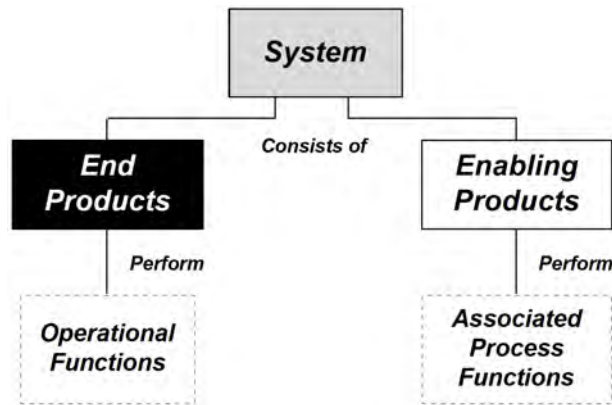 System
Consists of
End
Products
Enabling
Products
Perform
Perform
Operational
Functions
Associated
Process
Functions